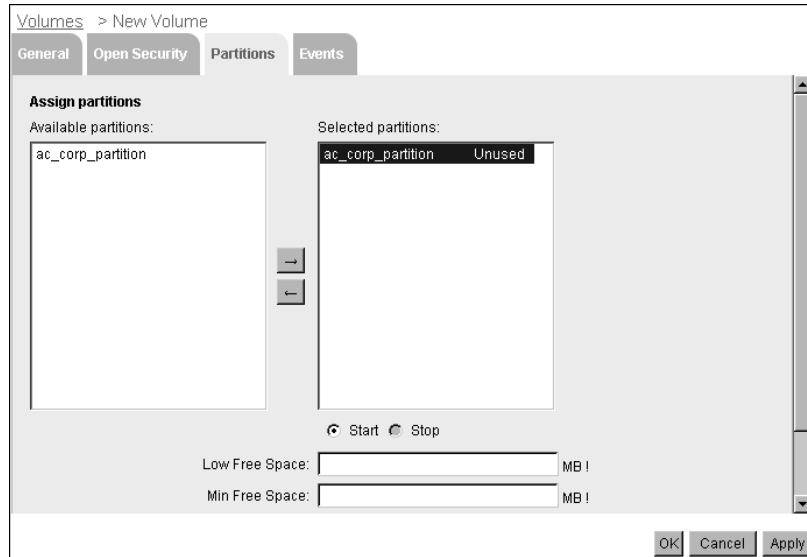 Volumes > New Volume
General Open Security Partitions Events
Assign partitions
Available partitions: Selected partitions:
ac_corp_partition ac_corp_partition Unused
→
←
Start Stop
Low Free Space: MB !
Min Free Space: MB !
OK Cancel Apply